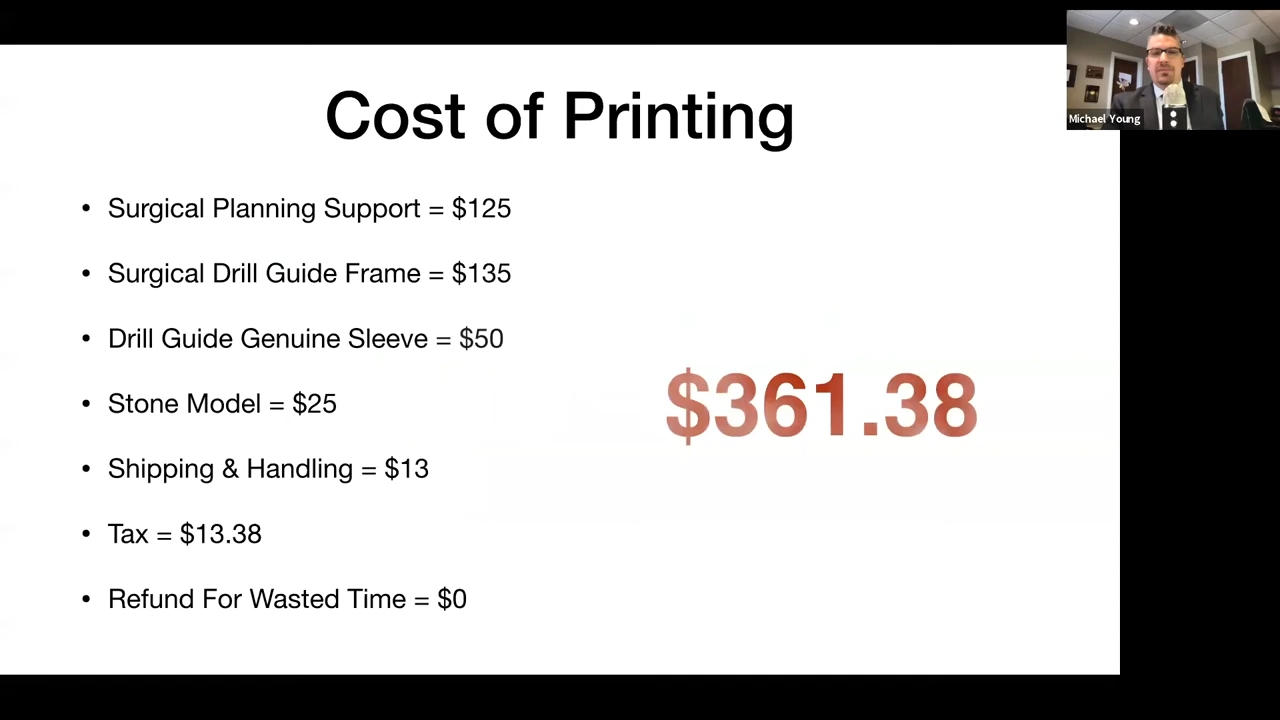 Cost of Printing
• Surgical Planning Support = $125
• Surgical Drill Guide Frame = $135
• Drill Guide Genuine Sleeve = $50
• Stone Model = $25
• Shipping & Handling = $13
• Tax = $13.38
• Refund For Wasted Time = $0
$361.38
Michael Young